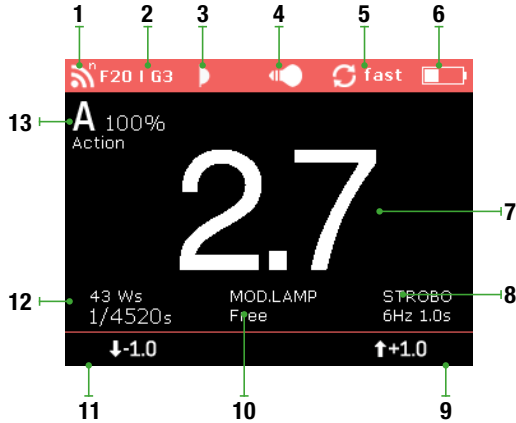 1 2 3 4 5 6
n F20 I G3 fast
13 A 100%
Action
2.7
7
12 43 Ws MOD.LAMP STROBO 8
1/4520s Free 6Hz 1.0s
⬇-1.0 ⬆+1.0
11 10 9